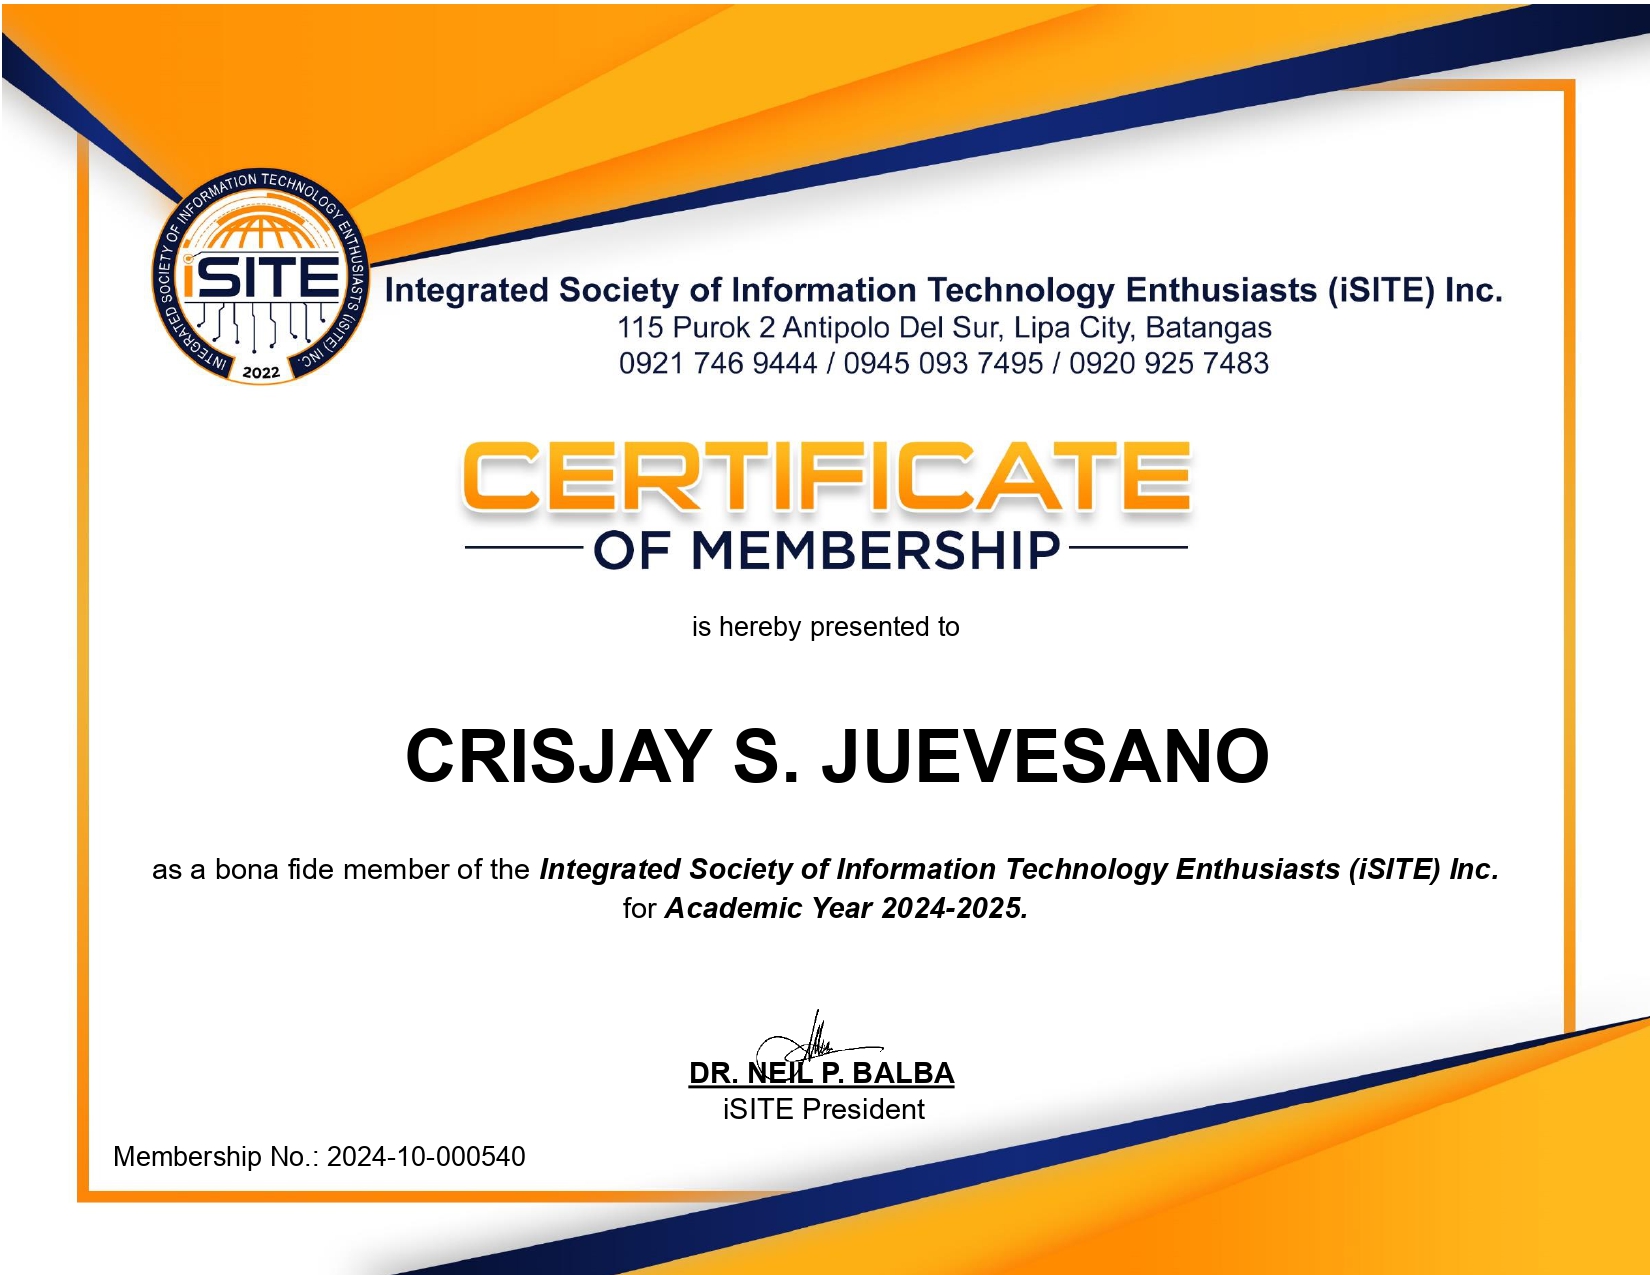 INTEGRATED SOCIETY OF INFORMATION TECHNOLOGY ENTHUSIASTS (iSITE) INC.
iSITE
2022
Integrated Society of Information Technology Enthusiasts (iSITE) Inc.
115 Purok 2 Antipolo Del Sur, Lipa City, Batangas
0921 746 9444 / 0945 093 7495 / 0920 925 7483
CERTIFICATE
OF MEMBERSHIP
is hereby presented to
CRISJAY S. JUEVESANO
as a bona fide member of the Integrated Society of Information Technology Enthusiasts (iSITE) Inc.
for Academic Year 2024-2025.
DR. NEIL P. BALBA
iSITE President
Membership No.: 2024-10-000540